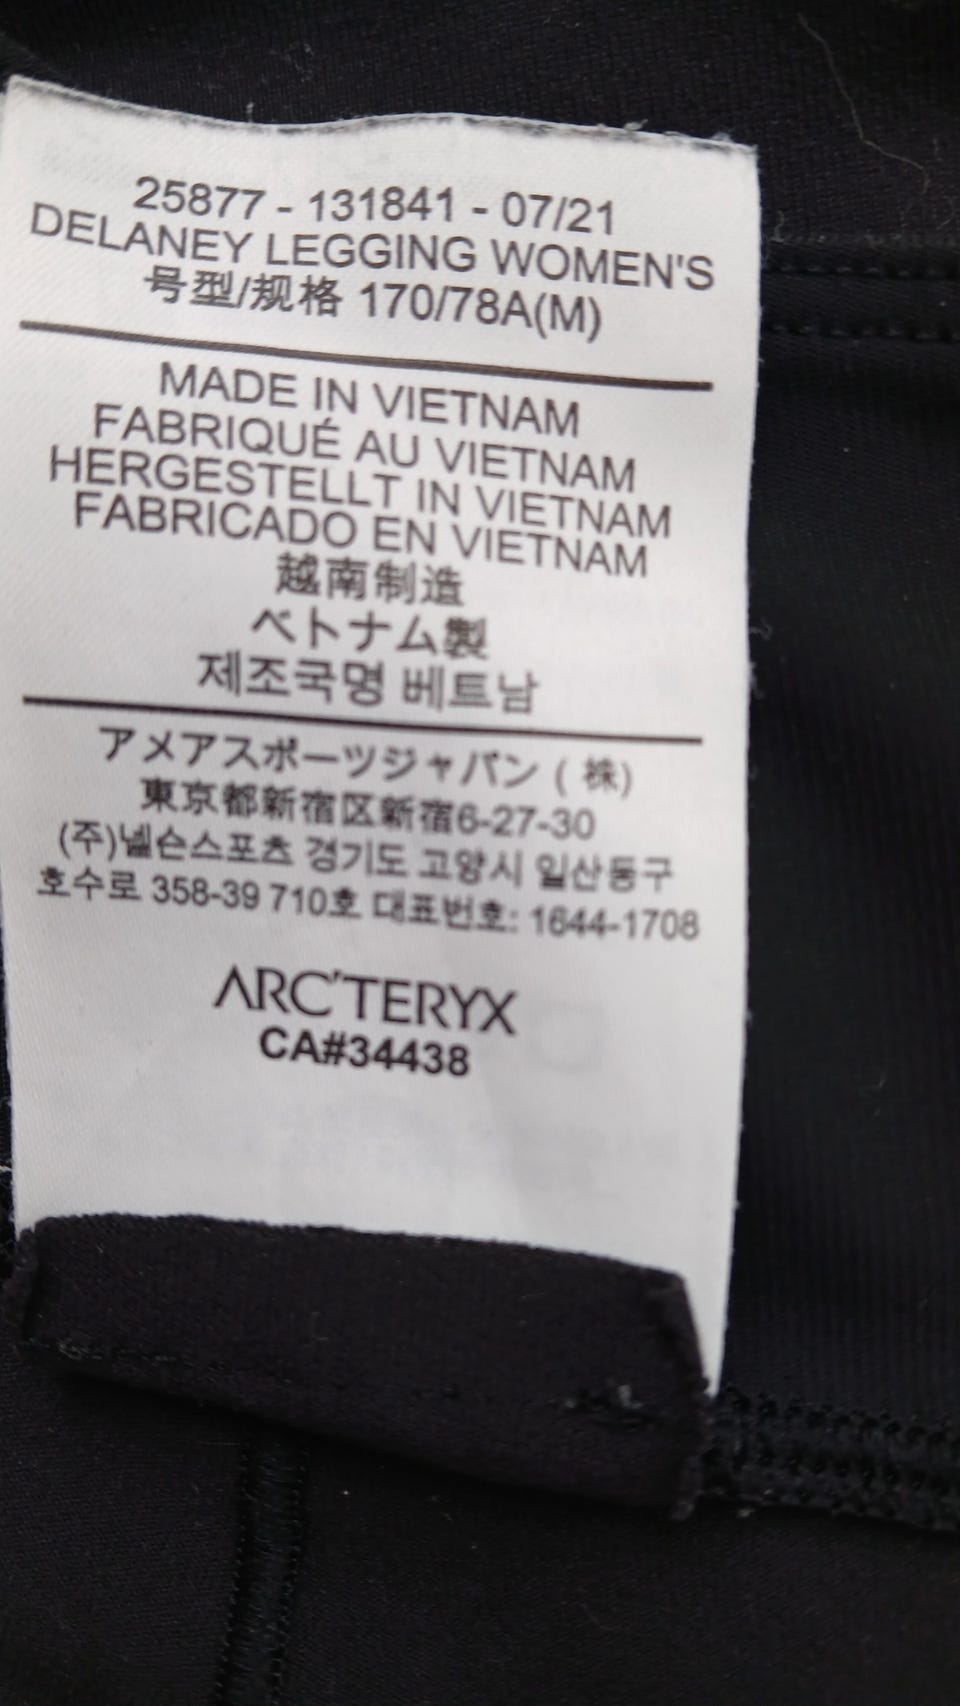 25877 - 131841 - 07/21
DELANEY LEGGING WOMEN'S
号型/规格 170/78A(M)
MADE IN VIETNAM
FABRIQUÉ AU VIETNAM
HERGESTELLT IN VIETNAM
FABRICADO EN VIETNAM
越南制造
ベトナム製
제조국명 베트남
アメアスポーツジャパン ( 株)
東京都新宿区新宿6-27-30
(주)넬슨스포츠 경기도 고양시 일산동구
호수로 358-39 710호 대표번호: 1644-1708
ARC'TERYX
CA#34438